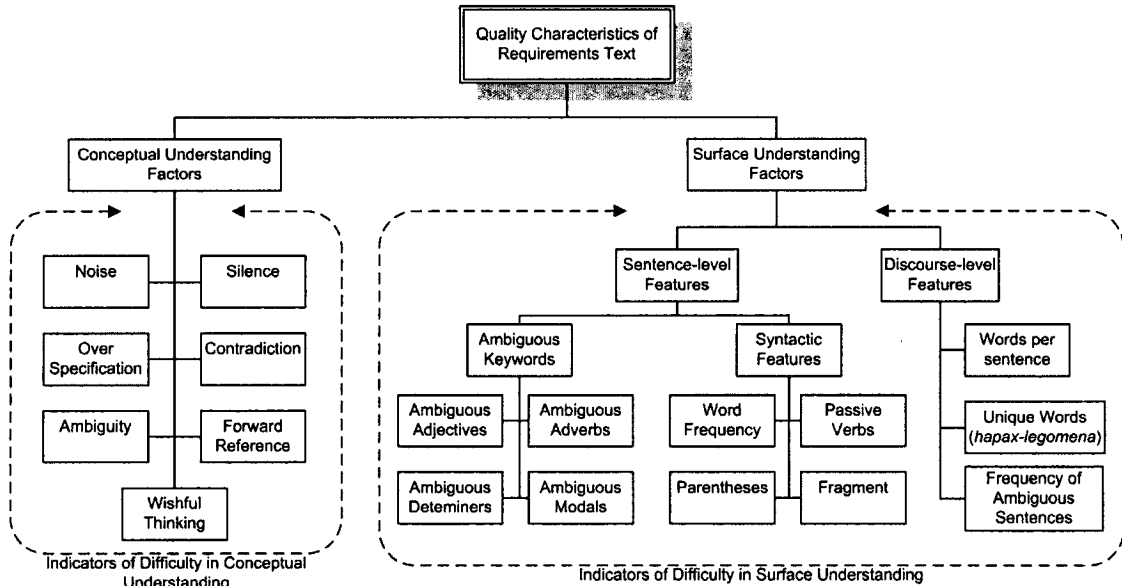 Quality Characteristics of
Requirements Text
Conceptual Understanding
Factors
Surface Understanding
Factors
Noise
Silence
Over
Specification
Contradiction
Ambiguity
Forward
Reference
Wishful
Thinking
Indicators of Difficulty in Conceptual
Understanding
Sentence-level
Features
Discourse-level
Features
Ambiguous
Keywords
Syntactic
Features
Words per
sentence
Ambiguous
Adjectives
Ambiguous
Adverbs
Word
Frequency
Passive
Verbs
Unique Words
(hapax-legomena)
Ambiguous
Deteminers
Ambiguous
Modals
Parentheses
Fragment
Frequency of
Ambiguous
Sentences
Indicators of Difficulty in Surface Understanding